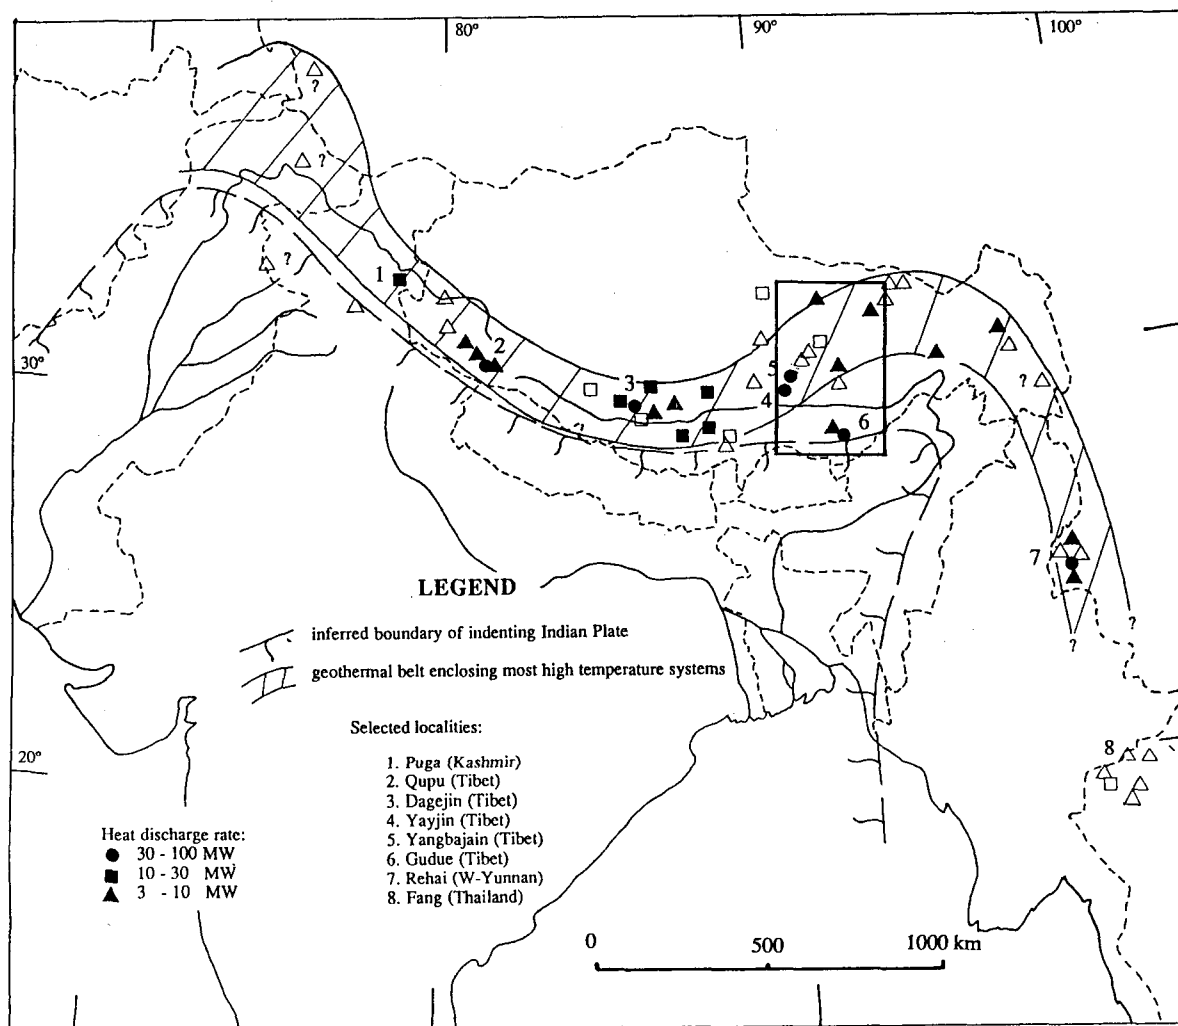 80°
90°
100°
?
?
?
1
30°
2
3
5
4
6
?
?
7
?
?
LEGEND
inferred boundary of indenting Indian Plate
geothermal belt enclosing most high temperature systems
20°
Selected localities:
1. Puga (Kashmir)
2. Qupu (Tibet)
3. Dagejin (Tibet)
4. Yayjin (Tibet)
5. Yangbajain (Tibet)
6. Gudue (Tibet)
7. Rehai (W-Yunnan)
8. Fang (Thailand)
8
Heat discharge rate:
30 - 100 MW
10 - 30 MW
3 - 10 MW
0 500 1000 km